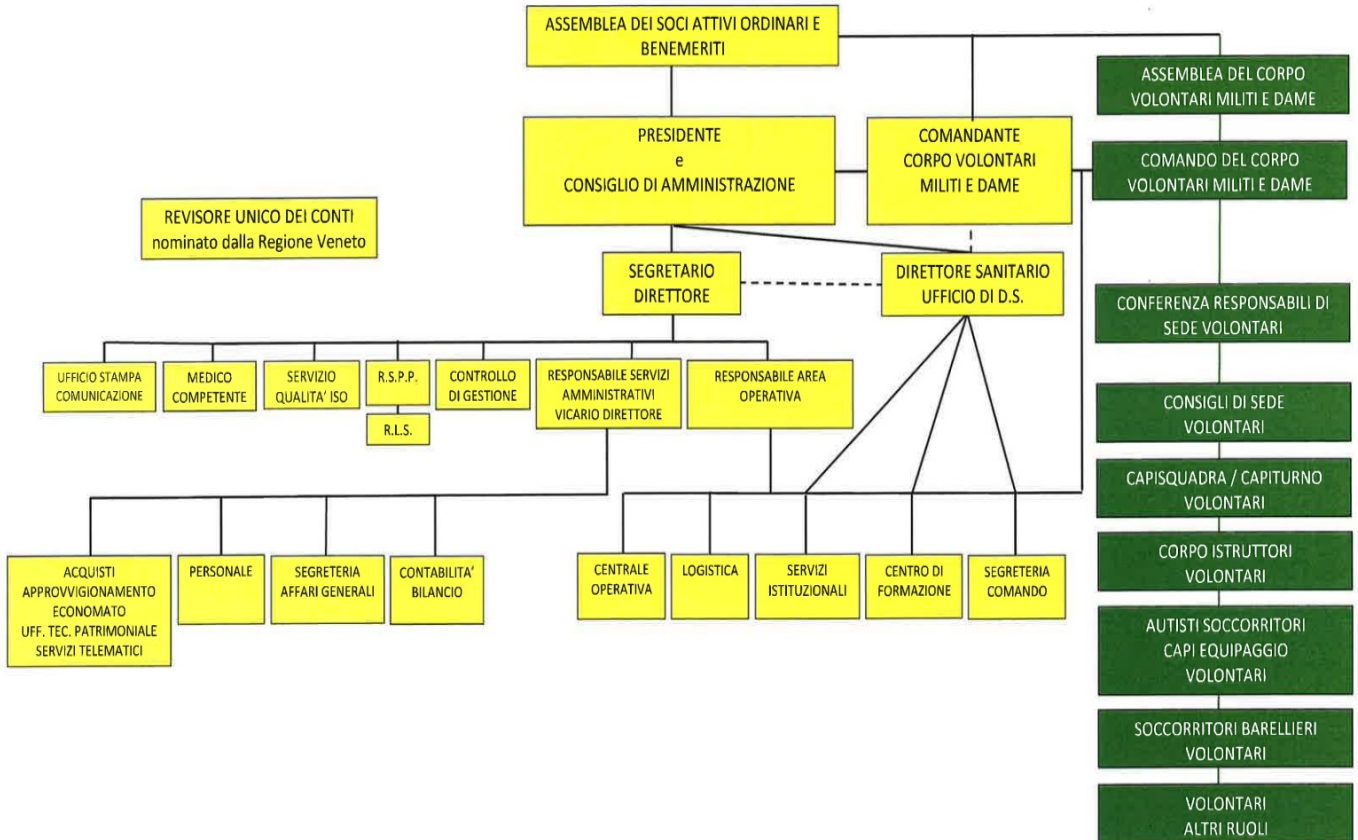 ASSEMBLEA DEI SOCI ATTIVI ORDINARI E
BENEMERITI
ASSEMBLEA DEL CORPO
VOLONTARI MILITI E DAME
PRESIDENTE
e
CONSIGLIO DI AMMINISTRAZIONE
COMANDANTE
CORPO VOLONTARI
MILITI E DAME
COMANDO DEL CORPO
VOLONTARI MILITI E DAME
REVISORE UNICO DEI CONTI
nominato dalla Regione Veneto
SEGRETARIO
DIRETTORE
DIRETTORE SANITARIO
UFFICIO DI D.S.
CONFERENZA RESPONSABILI DI
SEDE VOLONTARI
UFFICIO STAMPA
COMUNICAZIONE
MEDICO
COMPETENTE
SERVIZIO
QUALITA' ISO
R.S.P.P.
R.L.S.
CONTROLLO
DI GESTIONE
RESPONSABILE SERVIZI
AMMINISTRATIVI
VICARIO DIRETTORE
RESPONSABILE AREA
OPERATIVA
CONSIGLI DI SEDE
VOLONTARI
CAPISQUADRA / CAPITURNO
VOLONTARI
ACQUISTI
APPROVVIGIONAMENTO
ECONOMATO
UFF. TEC. PATRIMONIALE
SERVIZI TELEMATICI
PERSONALE
SEGRETERIA
AFFARI GENERALI
CONTABILITA'
BILANCIO
CENTRALE
OPERATIVA
LOGISTICA
SERVIZI
ISTITUZIONALI
CENTRO DI
FORMAZIONE
SEGRETERIA
COMANDO
CORPO ISTRUTTORI
VOLONTARI
AUTISTI SOCCORRITORI
CAPI EQUIPAGGIO
VOLONTARI
SOCCORRITORI BARELLIERI
VOLONTARI
VOLONTARI
ALTRI RUOLI